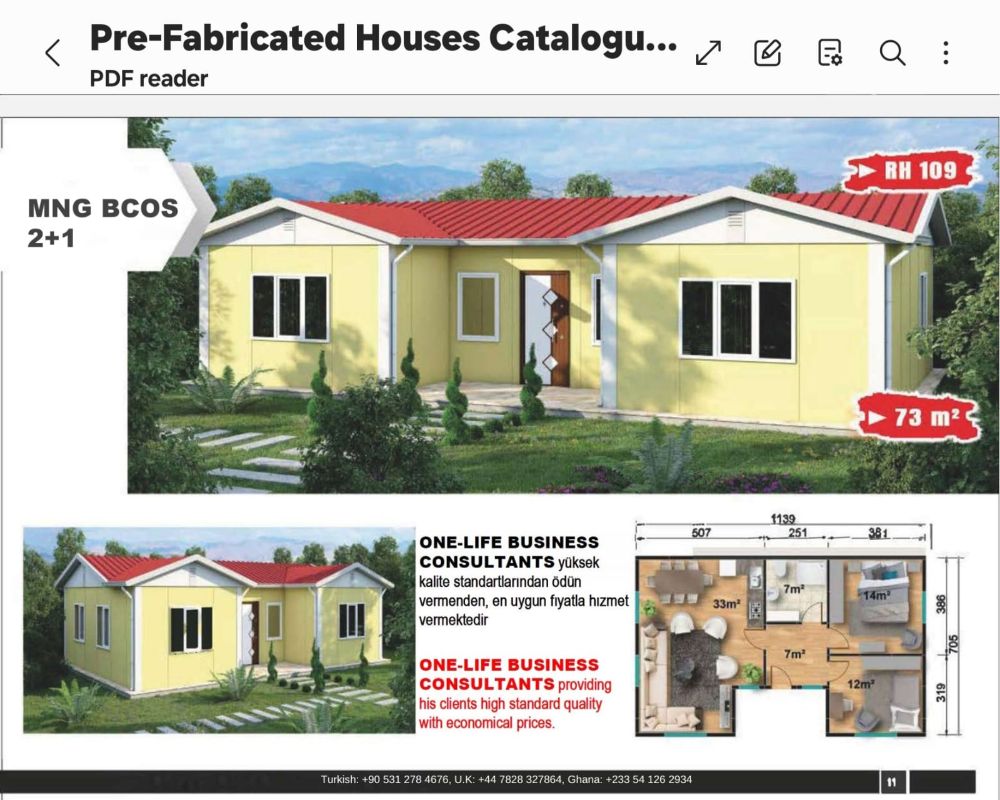 Pre-Fabricated Houses Catalogu...
PDF reader
MNG BCOS
2+1
RH 109
73 m²
ONE-LIFE BUSINESS
CONSULTANTS yüksek
kalite standartlarından ödün
vermenden, en uygun fıyatla hızmet
vermektedir
ONE-LIFE BUSINESS
CONSULTANTS providing
his clients high standard quality
with economical prices.
1139
507 251 381
33m²
7m²
14m²
7m²
12m²
386
705
319
Turkish: +90 531 278 4676, U.K: +44 7828 327864, Ghana: +233 54 126 2934
11